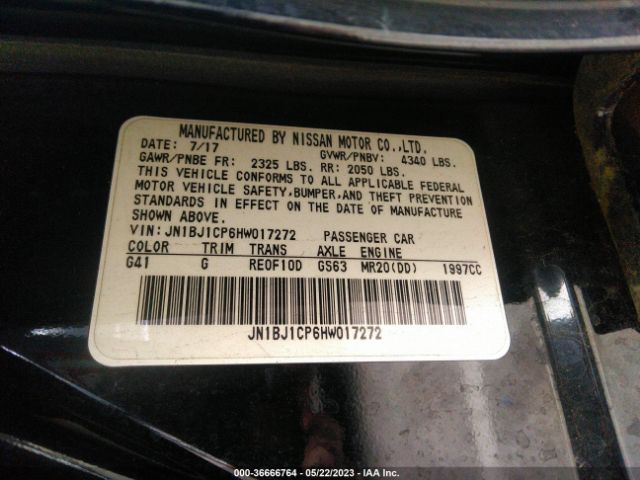 MANUFACTURED BY NISSAN MOTOR CO.,LTD.
DATE: 7/17 GVWR/PNBV: 4340 LBS.
GAWR/PNBE FR: 2325 LBS. RR: 2050 LBS.
THIS VEHICLE CONFORMS TO ALL APPLICABLE FEDERAL
MOTOR VEHICLE SAFETY,BUMPER,AND THEFT PREVENTION
STANDARDS IN EFFECT ON THE DATE OF MANUFACTURE
SHOWN ABOVE.
VIN: JN1BJ1CP6HW017272 PASSENGER CAR
COLOR TRIM TRANS AXLE ENGINE
G41 G RE0F10D GS63 MR20(DD) 1997CC
JN1BJ1CP6HW017272
000-36666764 - 05/22/2023 - IAA Inc.